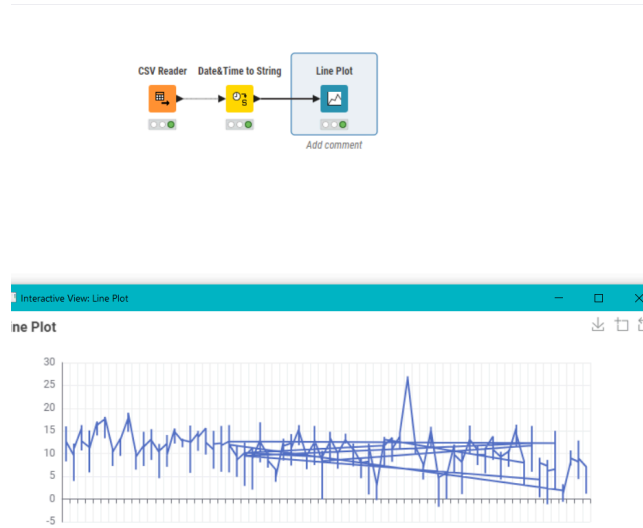 CSV Reader Date&Time to String Line Plot
S
Add comment
Interactive View: Line Plot
ine Plot
30
25
20
15
10
5
0
-5